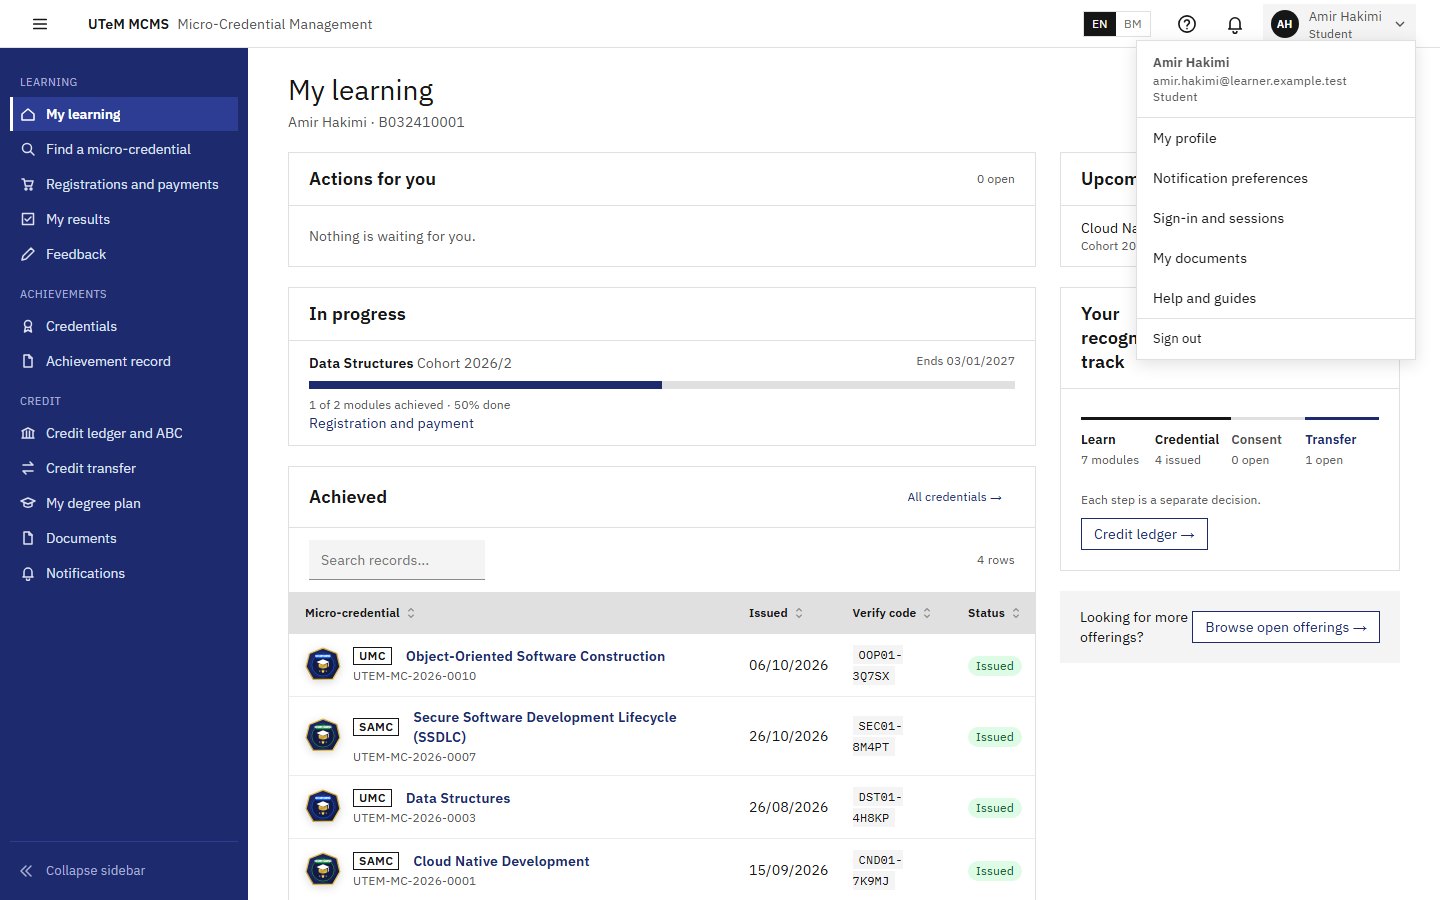 UTeM MCMS Micro-Credential Management
EN BM
AH Amir Hakimi
Student
LEARNING
My learning
Find a micro-credential
Registrations and payments
My results
Feedback
ACHIEVEMENTS
Credentials
Achievement record
CREDIT
Credit ledger and ABC
Credit transfer
My degree plan
Documents
Notifications
Collapse sidebar
My learning
Amir Hakimi · B032410001
Actions for you 0 open
Nothing is waiting for you.
In progress
Data Structures Cohort 2026/2 Ends 03/01/2027
1 of 2 modules achieved · 50% done
Registration and payment
Achieved All credentials →
Search records... 4 rows
Micro-credential Issued Verify code Status
UMC Object-Oriented Software Construction
UTEM-MC-2026-0010
06/10/2026
OOP01-
3Q7SX
Issued
SAMC Secure Software Development Lifecycle
(SSDLC)
UTEM-MC-2026-0007
26/10/2026
SEC01-
8M4PT
Issued
UMC Data Structures
UTEM-MC-2026-0003
26/08/2026
DST01-
4H8KP
Issued
SAMC Cloud Native Development
UTEM-MC-2026-0001
15/09/2026
CND01-
7K9MJ
Issued
Amir Hakimi
amir.hakimi@learner.example.test
Student
My profile
Notification preferences
Sign-in and sessions
My documents
Help and guides
Sign out
Upcom
Cloud Na
Cohort 20
Your
recogn
track
Learn Credential Consent Transfer
7 modules 4 issued 0 open 1 open
Each step is a separate decision.
Credit ledger →
Looking for more
offerings?
Browse open offerings →